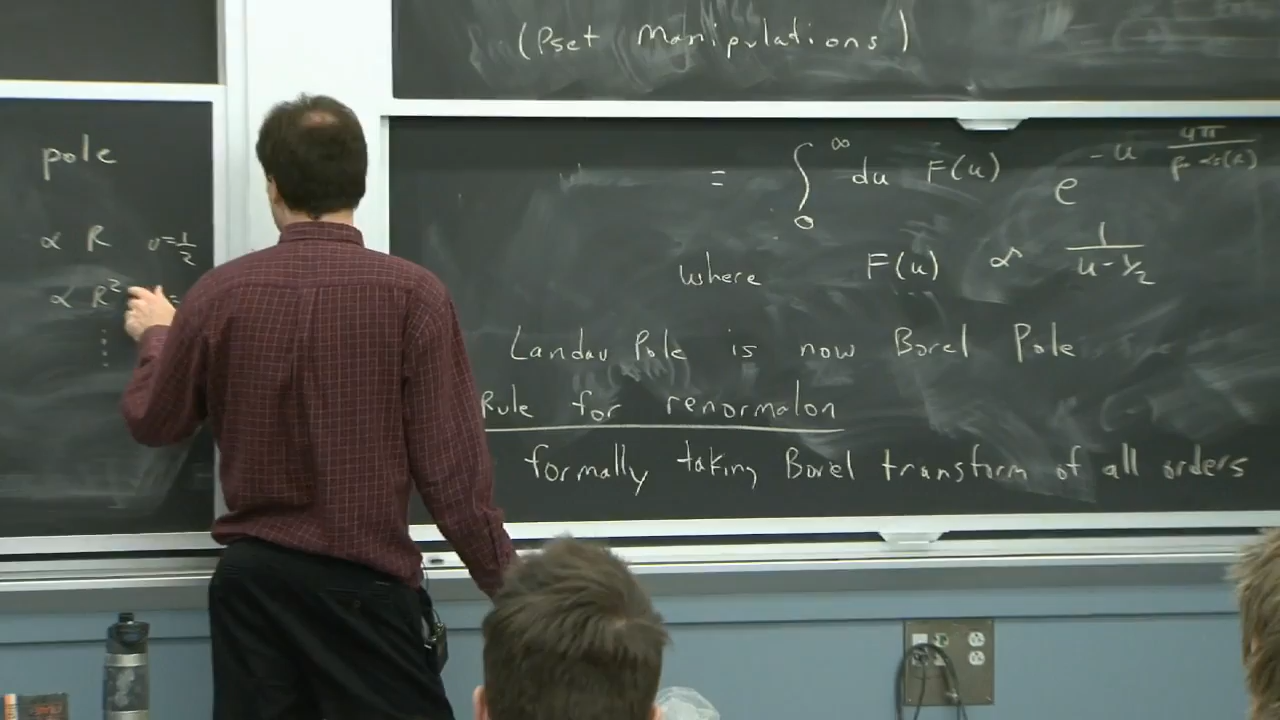 (Pset Manipulations)
pole
∝ R u=1/2
∝ R²
⋮
= ∫₀^∞ du F(u) e^{-u 4π/(β₀ αs(R))}
where F(u) ∝ 1/(u-1/2)
Landau Pole is now Borel Pole
Rule for renormalon
formally taking Borel transform of all orders